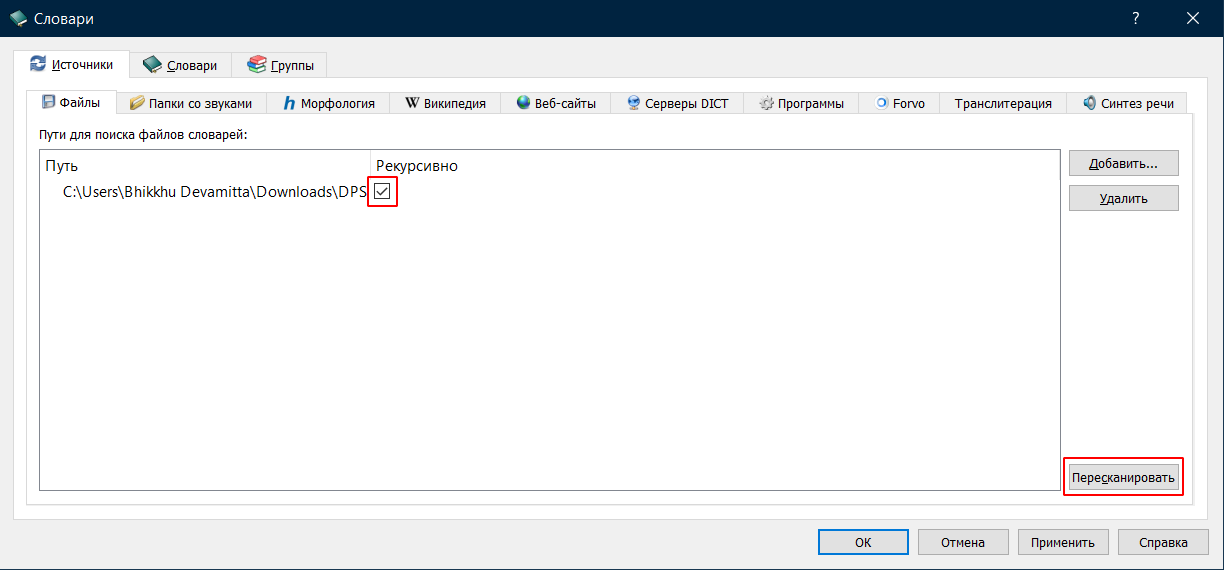 Словари ?
Источники Словари Группы
Файлы Папки со звуками Морфология Википедия Веб-сайты Серверы DICT Программы Forvo Транслитерация Синтез речи
Пути для поиска файлов словарей:
Путь Рекурсивно Добавить...
C:\Users\Bhikkhu Devamitta\Downloads\DPS Удалить
Пересканировать
ОК Отмена Применить Справка